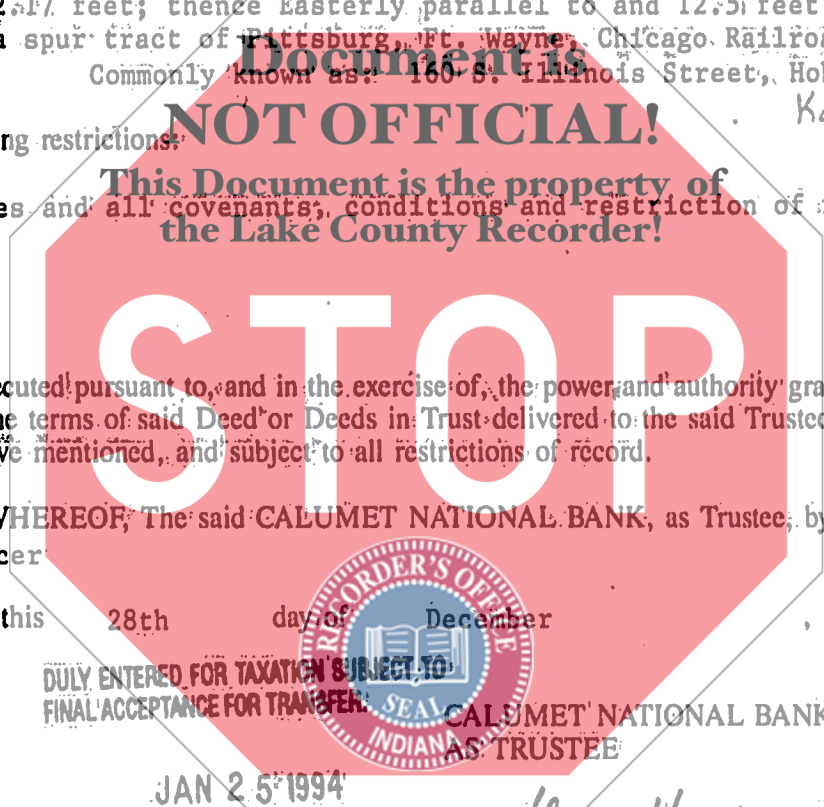 2.17 feet; thence Easterly parallel to and 12.5 feet
a spur tract of Pittsburg, Ft. Wayne, Chicago Railro
Document is
Commonly known as: 160 S. Illinois Street, Hob
NOT OFFICIAL!
ng restrictions:
This Document is the property of
es and all covenants, conditions and restriction of
the Lake County Recorder!
STOP
cuted pursuant to, and in the exercise of, the power and authority gra
e terms of said Deed or Deeds in Trust delivered to the said Trustee
ve mentioned, and subject to all restrictions of record.
WHEREOF, The said CALUMET NATIONAL BANK, as Trustee, by
cer
RECORDER'S OFFICE
this 28th day of December ,
DULY ENTERED FOR TAXATION SUBJECT TO
FINAL ACCEPTANCE FOR TRANSFER.
SEAL
INDIANA
CALUMET NATIONAL BANK
AS TRUSTEE
JAN 25 1994